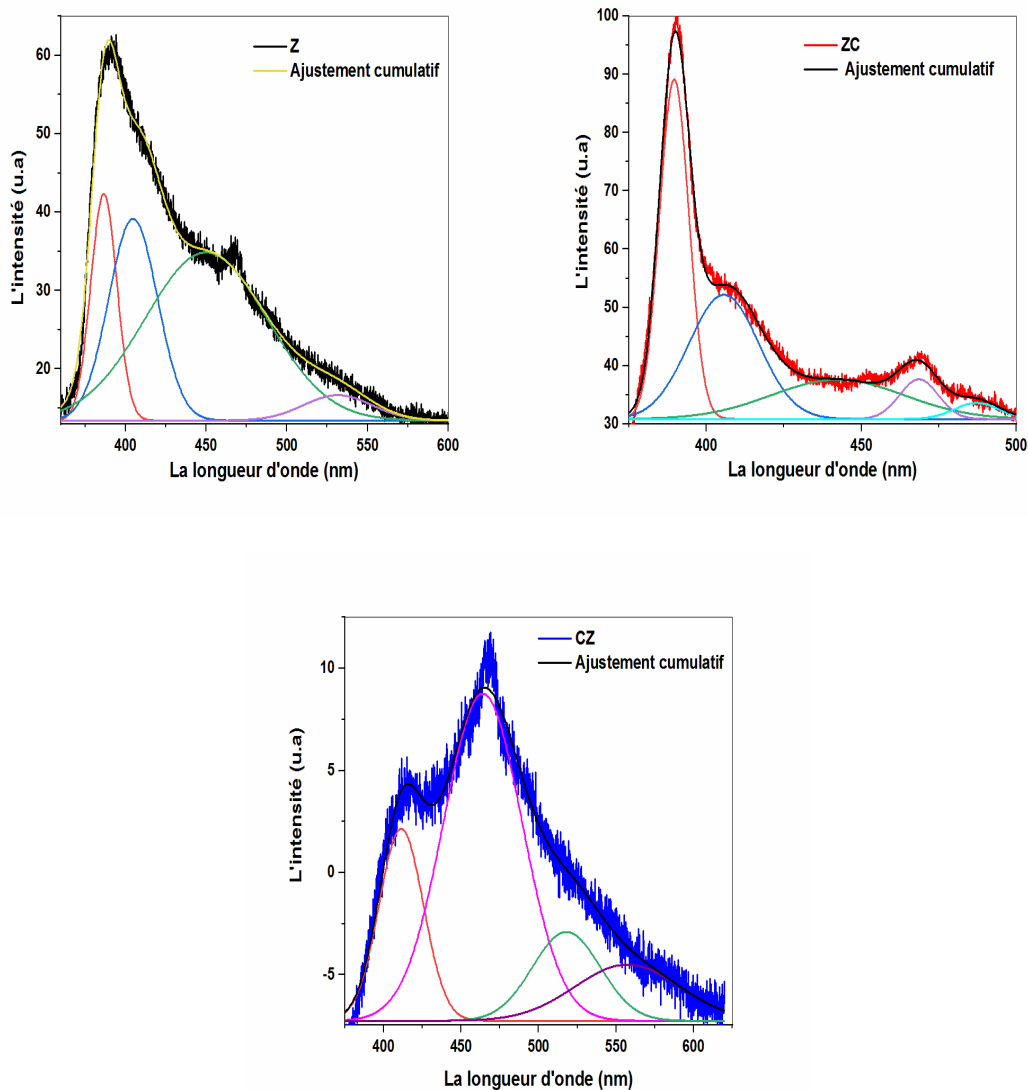 60
50
40
30
20
L'intensité (u.a)
Z
Ajustement cumulatif
400 450 500 550 600
La longueur d'onde (nm)
100
90
80
70
60
50
40
30
L'intensité (u.a)
ZC
Ajustement cumulatif
400 450 500
La longueur d'onde (nm)
10
5
0
-5
L'intensité (u.a)
CZ
Ajustement cumulatif
400 450 500 550 600
La longueur d'onde (nm)